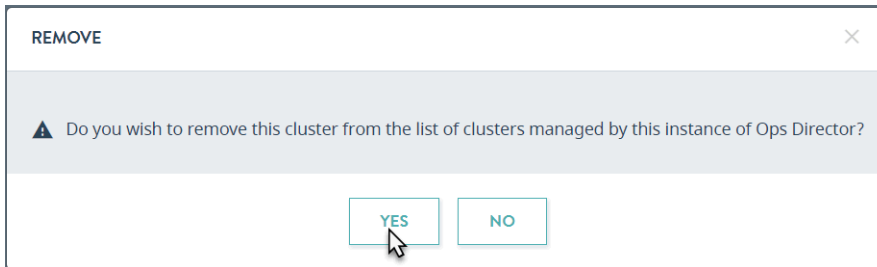 REMOVE
Do you wish to remove this cluster from the list of clusters managed by this instance of Ops Director?
YES
NO